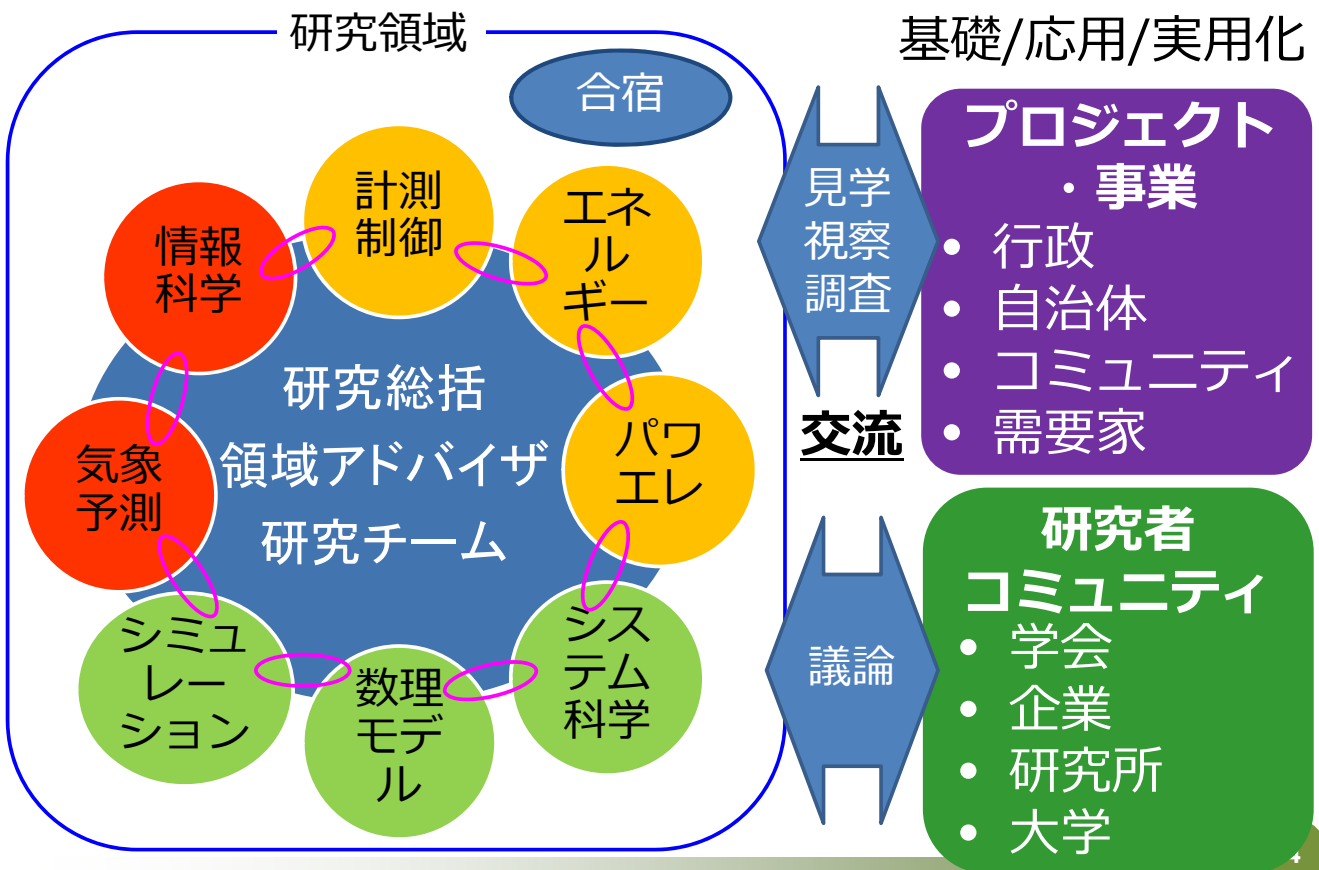 研究領域
合宿
計測
制御
エネ
ル
ギー
情報
科学
パワ
エレ
気象
予測
研究総括
領域アドバイザ
研究チーム
シス
テム
科学
シミュ
レー
ション
数理
モデ
ル
見学
視察
調査
交流
議論
基礎/応用/実用化
プロジェクト
・事業
• 行政
• 自治体
• コミュニティ
• 需要家
研究者
コミュニティ
• 学会
• 企業
• 研究所
• 大学
4